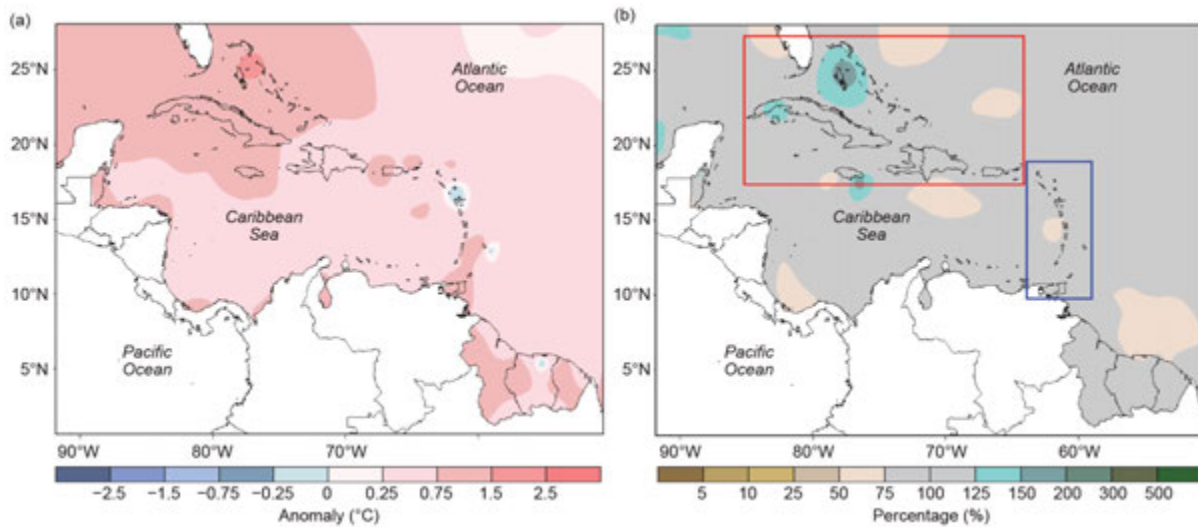 (a)
25°N
20°N
15°N
10°N
5°N
Atlantic
Ocean
Caribbean
Sea
Pacific
Ocean
90°W 80°W 70°W
−2.5 −1.5 −0.75 −0.25 0 0.25 0.75 1.5 2.5
Anomaly (°C)
(b)
25°N
20°N
15°N
10°N
5°N
Atlantic
Ocean
Caribbean
Sea
Pacific
Ocean
90°W 80°W 70°W 60°W
5 10 25 50 75 100 125 150 200 300 500
Percentage (%)